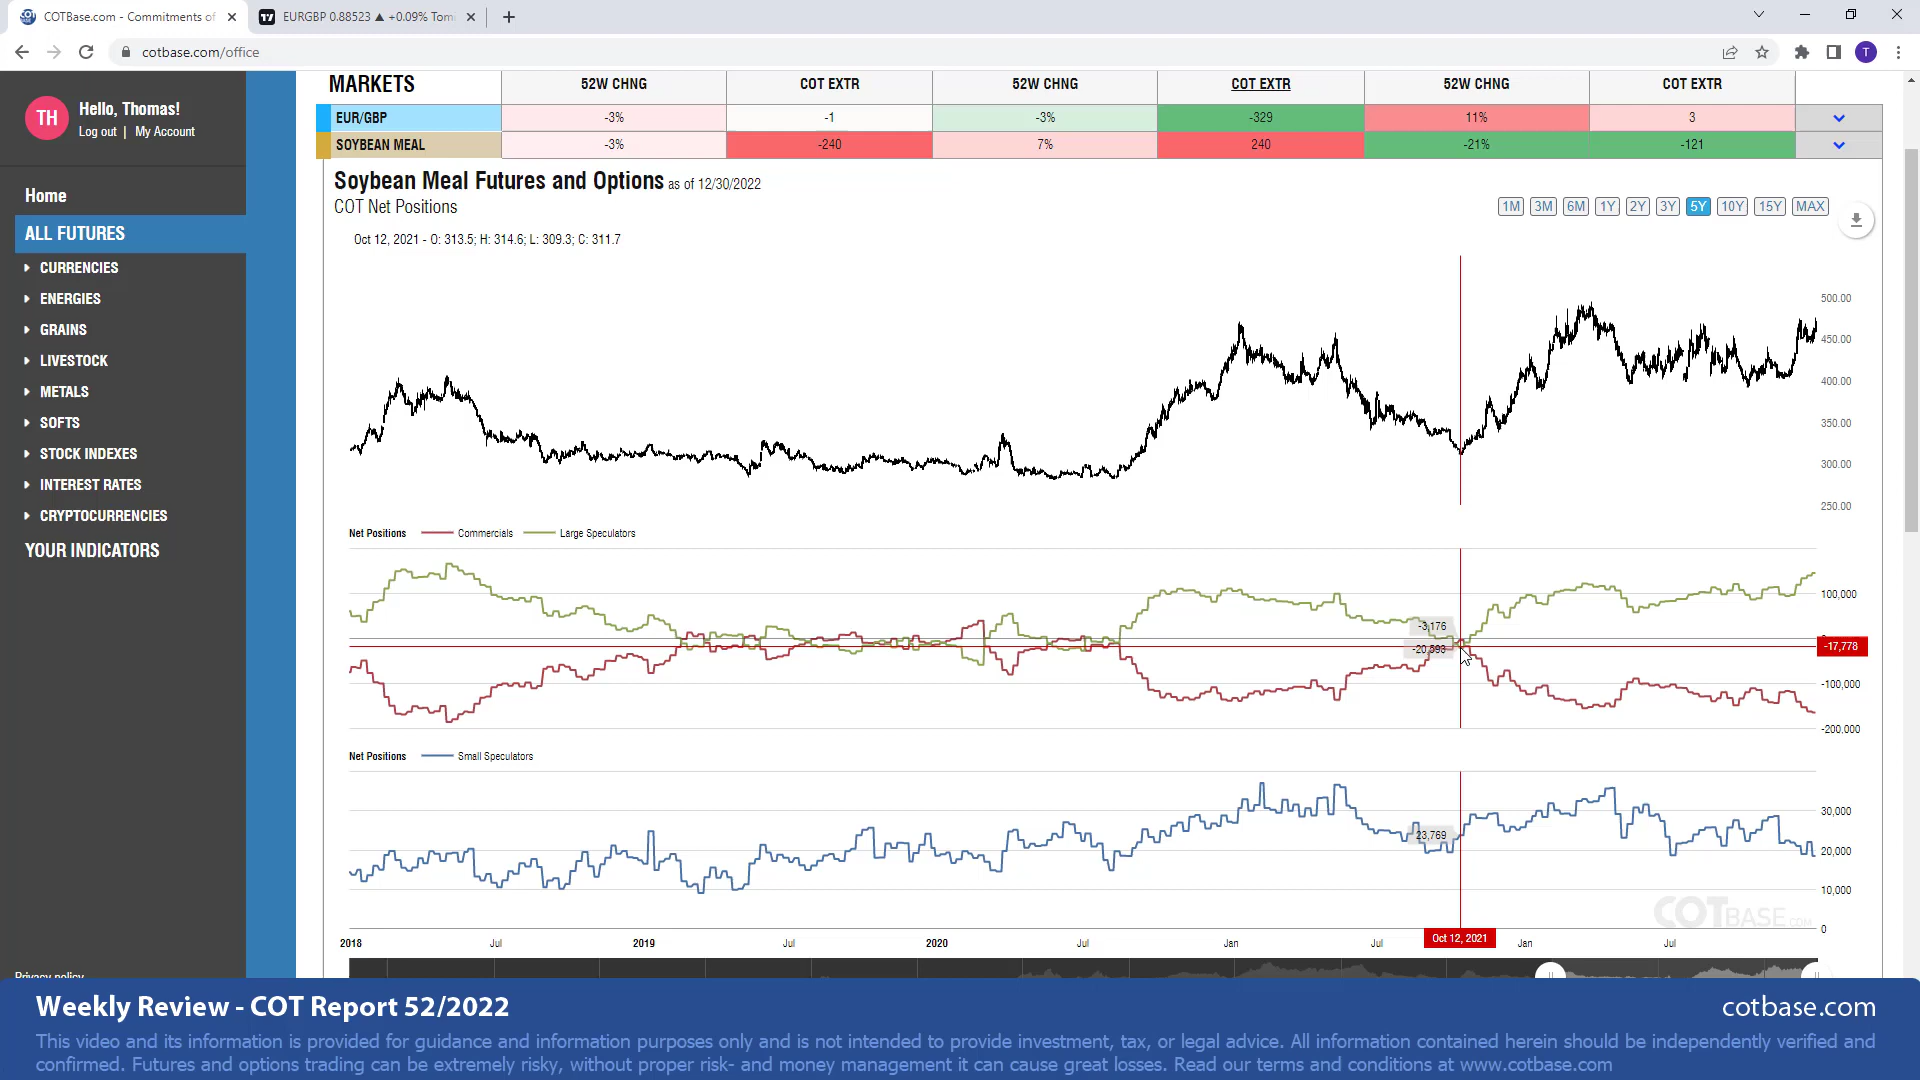 COTBase.com - Commitments of
EURGBP 0.88523 ▲ +0.09% Tom
cotbase.com/office
T
TH
Hello, Thomas!
Log out | My Account
Home
ALL FUTURES
CURRENCIES
ENERGIES
GRAINS
LIVESTOCK
METALS
SOFTS
STOCK INDEXES
INTEREST RATES
CRYPTOCURRENCIES
YOUR INDICATORS
Privacy policy
MARKETS 52W CHNG COT EXTR 52W CHNG COT EXTR 52W CHNG COT EXTR
EUR/GBP -3% -1 -3% -329 11% 3
SOYBEAN MEAL -3% -240 7% 240 -21% -121
Soybean Meal Futures and Options as of 12/30/2022
COT Net Positions
1M 3M 6M 1Y 2Y 3Y 5Y 10Y 15Y MAX
Oct 12, 2021 - O: 313.5; H: 314.6; L: 309.3; C: 311.7
500.00
450.00
400.00
350.00
300.00
250.00
Net Positions Commercials Large Speculators
100,000
-3,176
-17,778
-100,000
-200,000
Net Positions Small Speculators
30,000
23,769
20,000
10,000
COTBASE.COM
0
2018 Jul 2019 Jul 2020 Jul Jan Jul Oct 12, 2021 Jan Jul
Weekly Review - COT Report 52/2022
cotbase.com
This video and its information is provided for guidance and information purposes only and is not intended to provide investment, tax, or legal advice. All information contained herein should be independently verified and
confirmed. Futures and options trading can be extremely risky, without proper risk- and money management it can cause great losses. Read our terms and conditions at www.cotbase.com